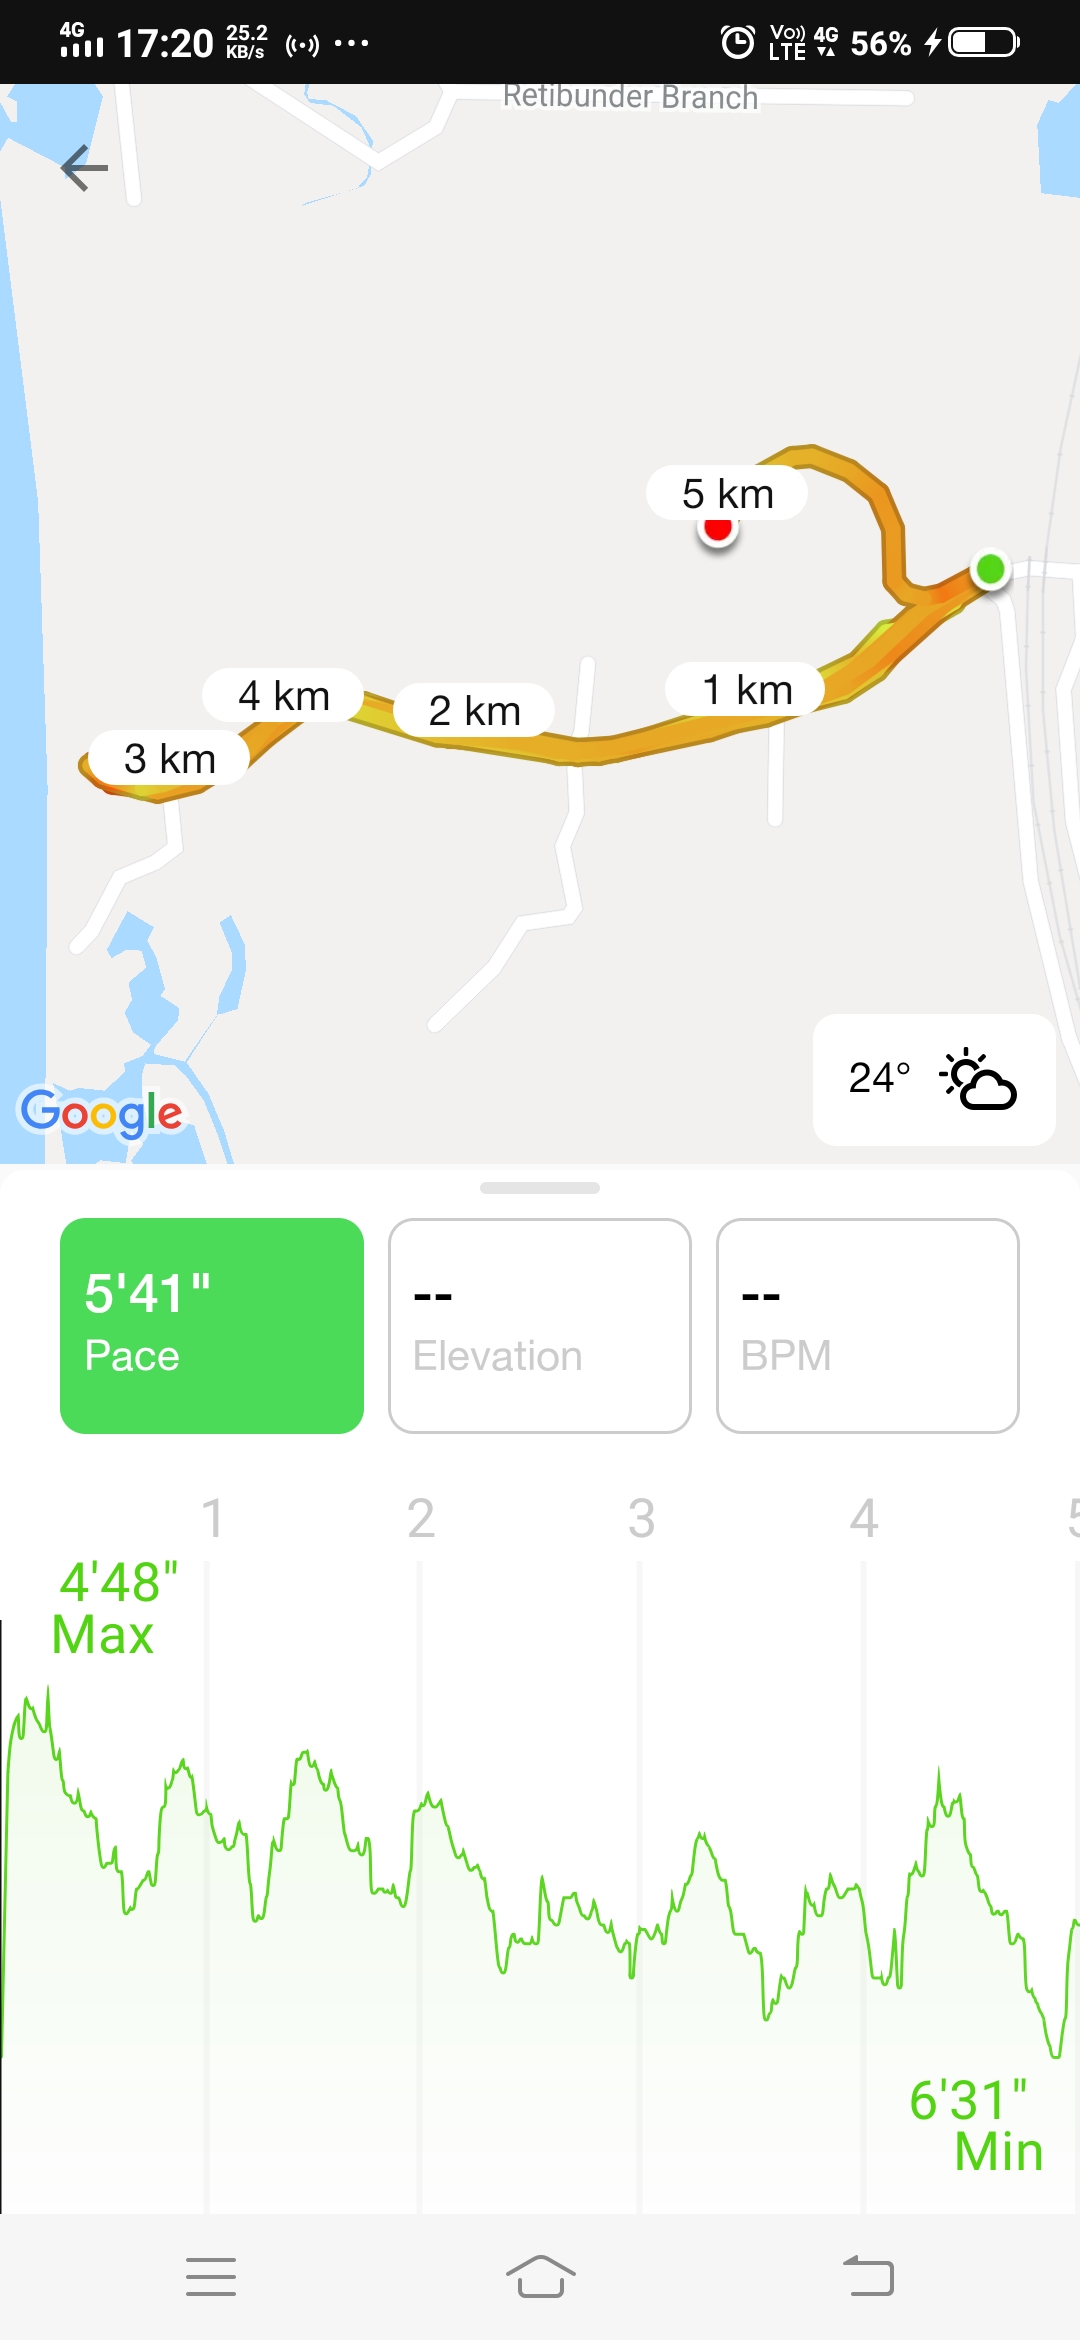 4G 17:20 25.2 KB/s ... Vo)) LTE 4G 56%
Retibunder Branch
5 km
1 km
4 km
2 km
3 km
24°
Google
5'41"
Pace
--
Elevation
--
BPM
1 2 3 4 5
4'48"
Max
6'31"
Min